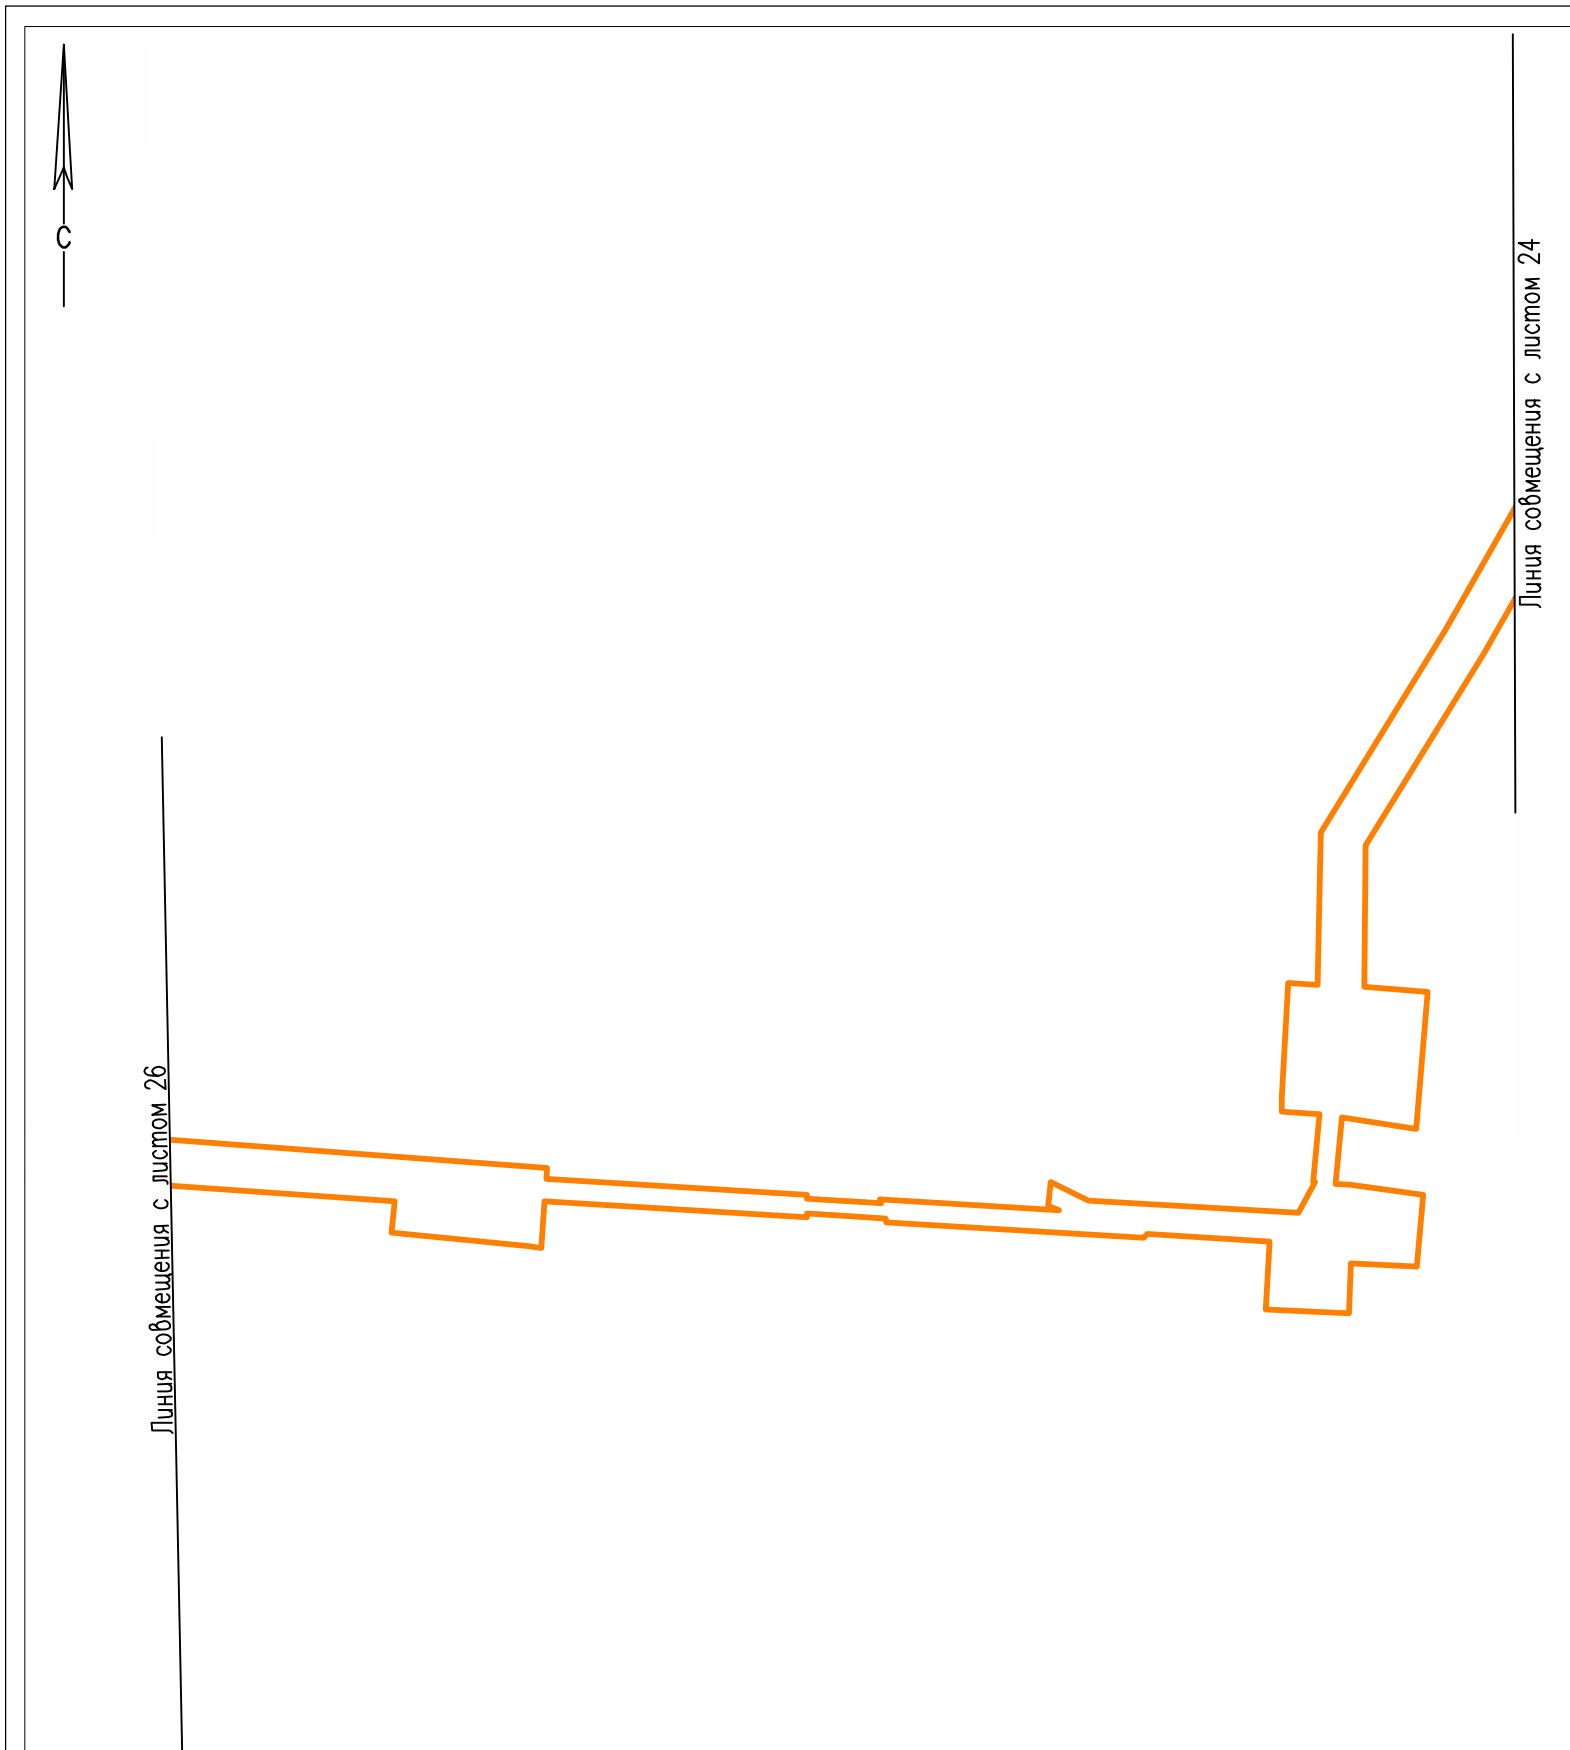 С
Линия совмещения с листом 24
Линия совмещения с листом 26